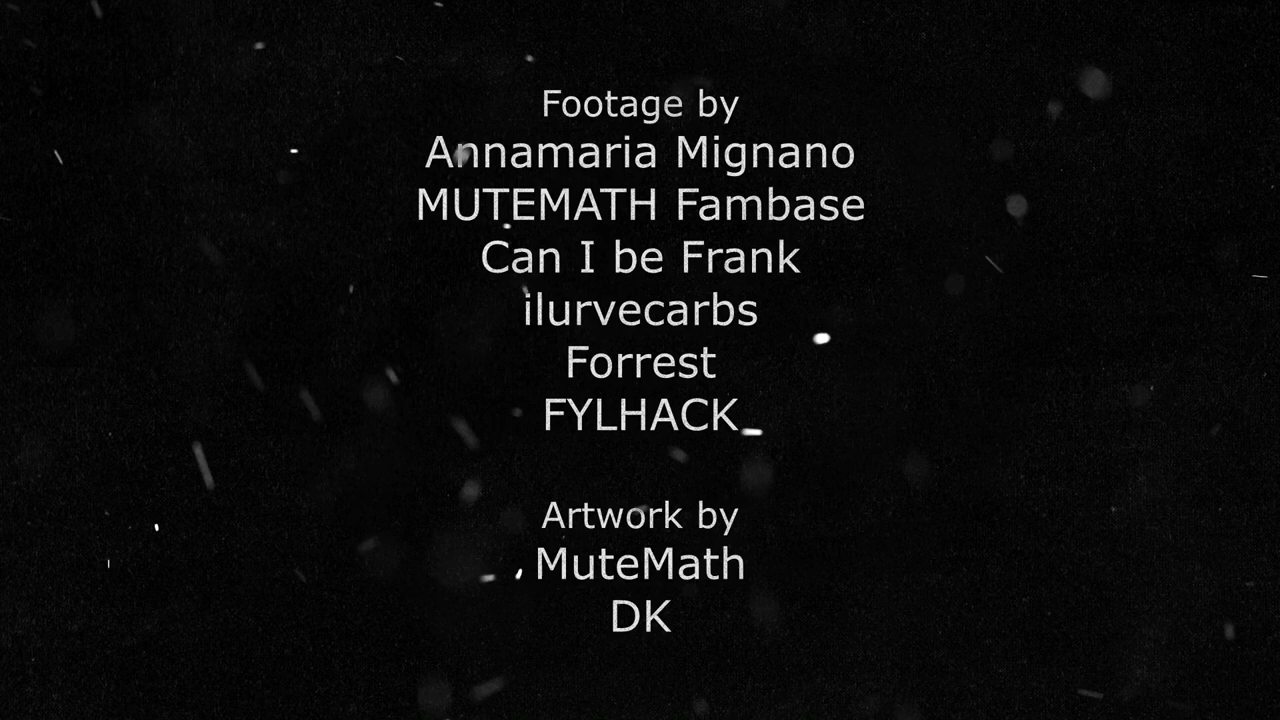 Footage by
Annamaria Mignano
MUTEMATH Fambase
Can I be Frank
ilurvecarbs
Forrest
FYLHACK
Artwork by
MuteMath
DK